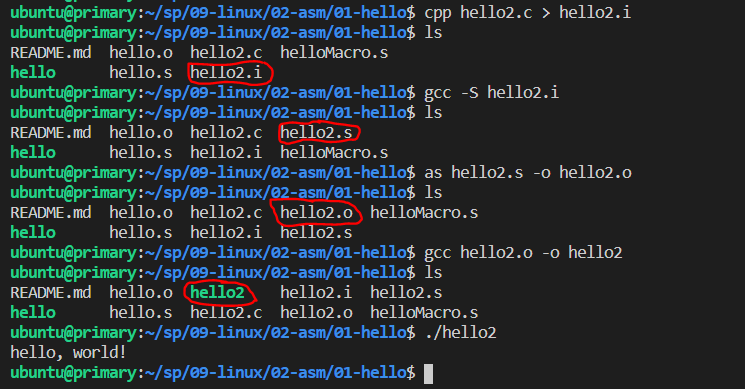 ubuntu@primary:~/sp/09-linux/02-asm/01-hello$ cpp hello2.c > hello2.i
ubuntu@primary:~/sp/09-linux/02-asm/01-hello$ ls
README.md  hello.o  hello2.c  helloMacro.s
hello      hello.s  hello2.i
ubuntu@primary:~/sp/09-linux/02-asm/01-hello$ gcc -S hello2.i
ubuntu@primary:~/sp/09-linux/02-asm/01-hello$ ls
README.md  hello.o  hello2.c  hello2.s
hello      hello.s  hello2.i  helloMacro.s
ubuntu@primary:~/sp/09-linux/02-asm/01-hello$ as hello2.s -o hello2.o
ubuntu@primary:~/sp/09-linux/02-asm/01-hello$ ls
README.md  hello.o  hello2.c  hello2.o  helloMacro.s
hello      hello.s  hello2.i  hello2.s
ubuntu@primary:~/sp/09-linux/02-asm/01-hello$ gcc hello2.o -o hello2
ubuntu@primary:~/sp/09-linux/02-asm/01-hello$ ls
README.md  hello.o  hello2    hello2.i  hello2.s
hello      hello.s  hello2.c  hello2.o  helloMacro.s
ubuntu@primary:~/sp/09-linux/02-asm/01-hello$ ./hello2
hello, world!
ubuntu@primary:~/sp/09-linux/02-asm/01-hello$